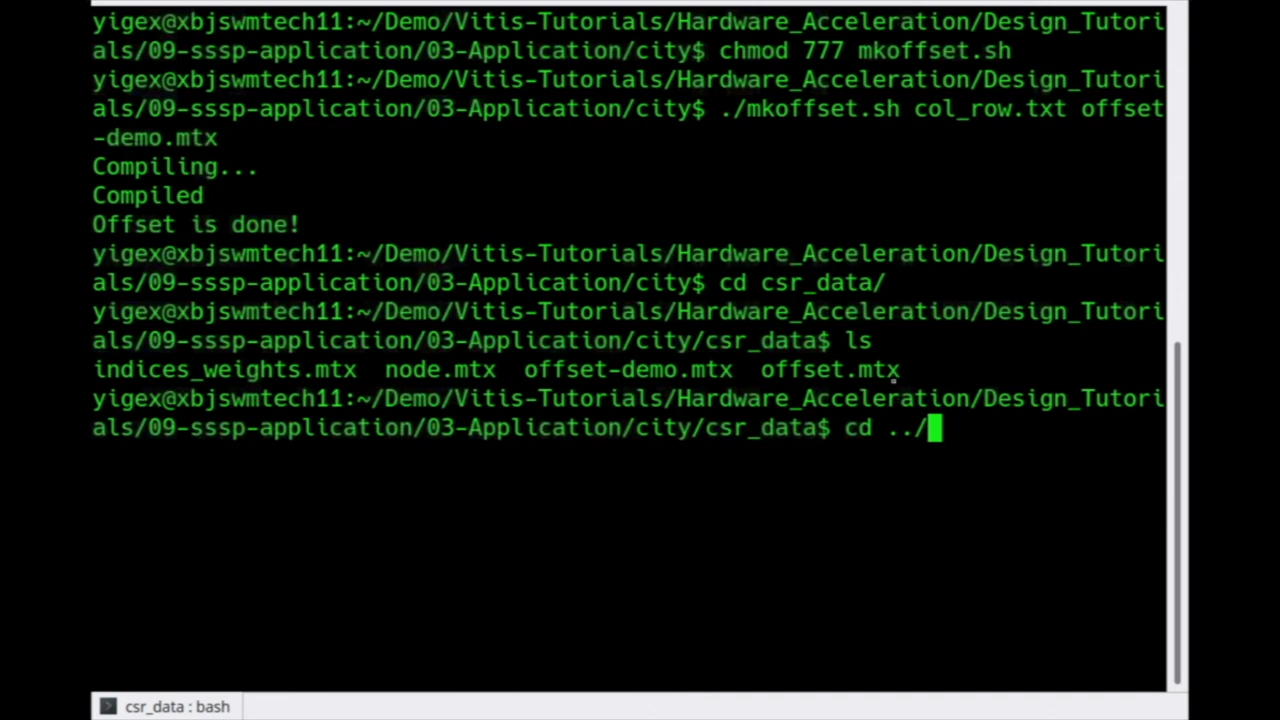 yigex@xbjswmtech11:~/Demo/Vitis-Tutorials/Hardware_Acceleration/Design_Tutori
als/09-sssp-application/03-Application/city$ chmod 777 mkoffset.sh
yigex@xbjswmtech11:~/Demo/Vitis-Tutorials/Hardware_Acceleration/Design_Tutori
als/09-sssp-application/03-Application/city$ ./mkoffset.sh col_row.txt offset
-demo.mtx
Compiling...
Compiled
Offset is done!
yigex@xbjswmtech11:~/Demo/Vitis-Tutorials/Hardware_Acceleration/Design_Tutori
als/09-sssp-application/03-Application/city$ cd csr_data/
yigex@xbjswmtech11:~/Demo/Vitis-Tutorials/Hardware_Acceleration/Design_Tutori
als/09-sssp-application/03-Application/city/csr_data$ ls
indices_weights.mtx  node.mtx  offset-demo.mtx  offset.mtx
yigex@xbjswmtech11:~/Demo/Vitis-Tutorials/Hardware_Acceleration/Design_Tutori
als/09-sssp-application/03-Application/city/csr_data$ cd ../
csr_data : bash